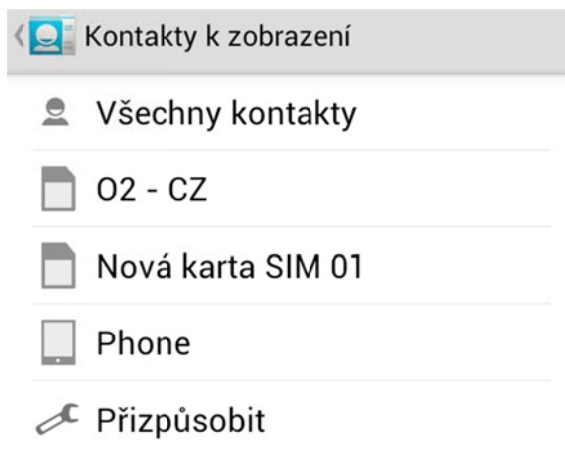 Kontakty k zobrazení
Všechny kontakty
O2 - CZ
Nová karta SIM 01
Phone
Přizpůsobit